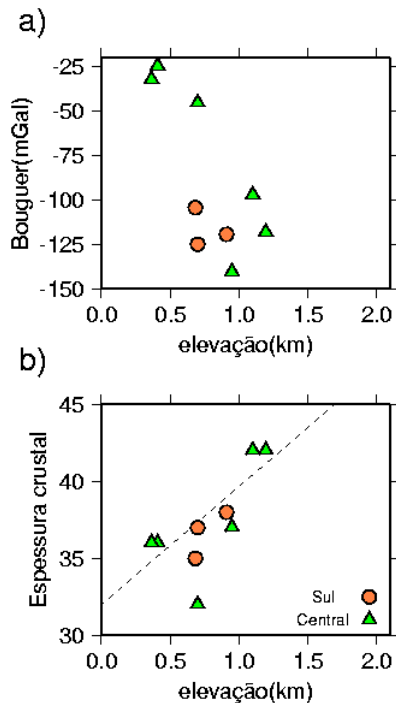 a)
-25
-50
-75
-100
-125
-150
Bouguer(mGal)
0.0 0.5 1.0 1.5 2.0
elevação(km)
b)
45
40
35
30
Espessura crustal
Sul
Central
0.0 0.5 1.0 1.5 2.0
elevação(km)